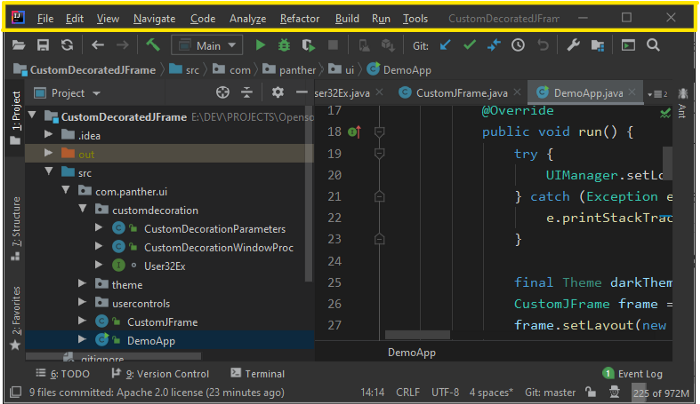 File Edit View Navigate Code Analyze Refactor Build Run Tools CustomDecoratedJFram
Main Git:
CustomDecoratedJFrame src com panther ui DemoApp
Project
ser32Ex.java CustomJFrame.java DemoApp.java 2
1: Project
Z: Structure
2: Favorites
CustomDecoratedJFrame E:\DEV\PROJECTS\Openso
.idea
out
src
com.panther.ui
customdecoration
CustomDecorationParameters
CustomDecorationWindowProc
User32Ex
theme
usercontrols
CustomJFrame
DemoApp
.gitignore
17 @Override
18 public void run() {
19 try {
20 UIManager.setLo
21 } catch (Exception e
22 e.printStackTrac
23 }
24
25 final Theme darkThem
26 CustomJFrame frame =
27 frame.setLayout(new
DemoApp
Ant
6: TODO 9: Version Control Terminal 1 Event Log
9 files committed: Apache 2.0 license (23 minutes ago) 14:14 CRLF UTF-8 4 spaces* Git: master 225 of 972M